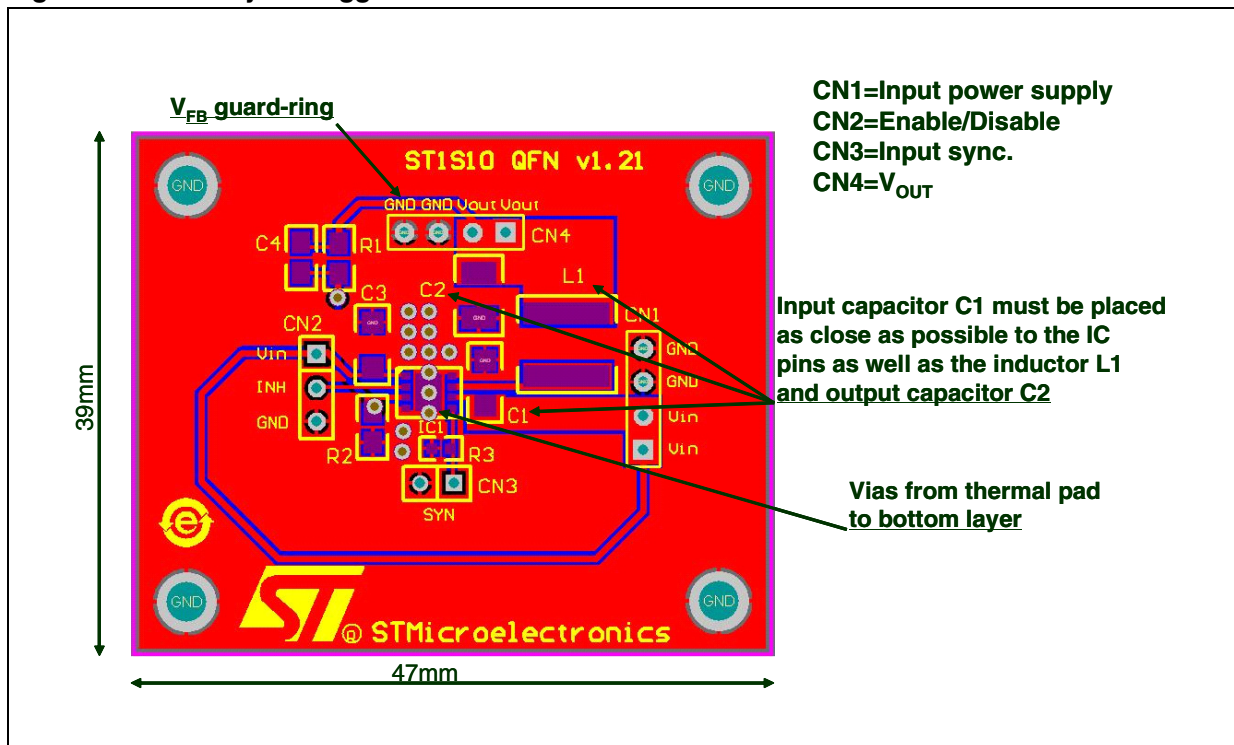 V_FB guard-ring
CN1=Input power supply
CN2=Enable/Disable
CN3=Input sync.
CN4=V_OUT
ST1S10 QFN v1.21
GND
GND
GND GND Vout Vout
CN4
C4
R1
C3
C2
L1
CN1
CN2
Vin
INH
GND
GND
GND
Vin
Vin
GND
GND
GND
Input capacitor C1 must be placed
as close as possible to the IC
pins as well as the inductor L1
and output capacitor C2
C1
IC1
R2
R3
CN3
SYN
Vias from thermal pad
to bottom layer
39mm
e
GND
GND
ST® STMicroelectronics
47mm